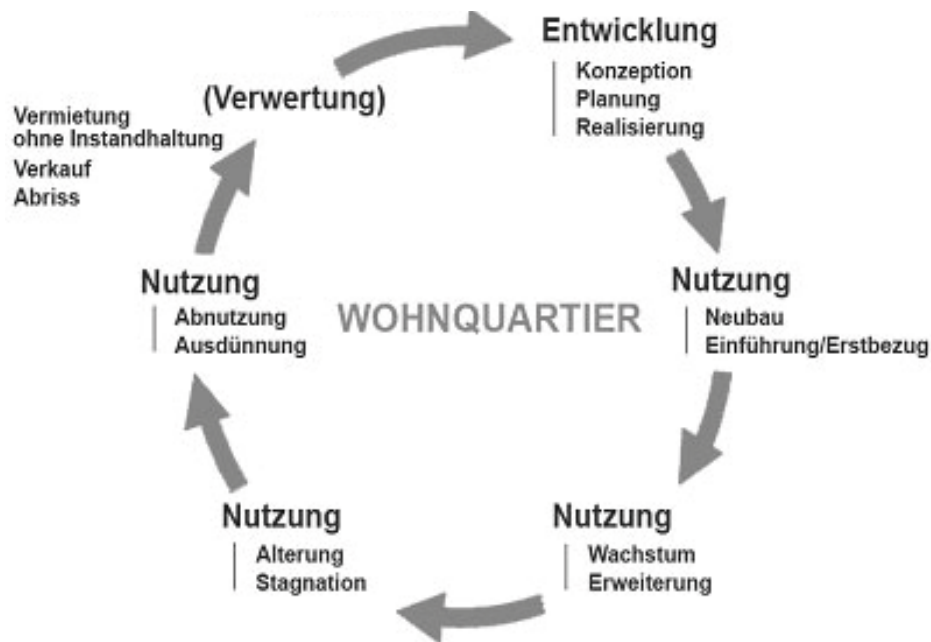 Entwicklung
Konzeption
Planung
Realisierung
(Verwertung)
Vermietung
ohne Instandhaltung
Verkauf
Abriss
Nutzung
Abnutzung
Ausdünnung
WOHNQUARTIER
Nutzung
Neubau
Einführung/Erstbezug
Nutzung
Alterung
Stagnation
Nutzung
Wachstum
Erweiterung